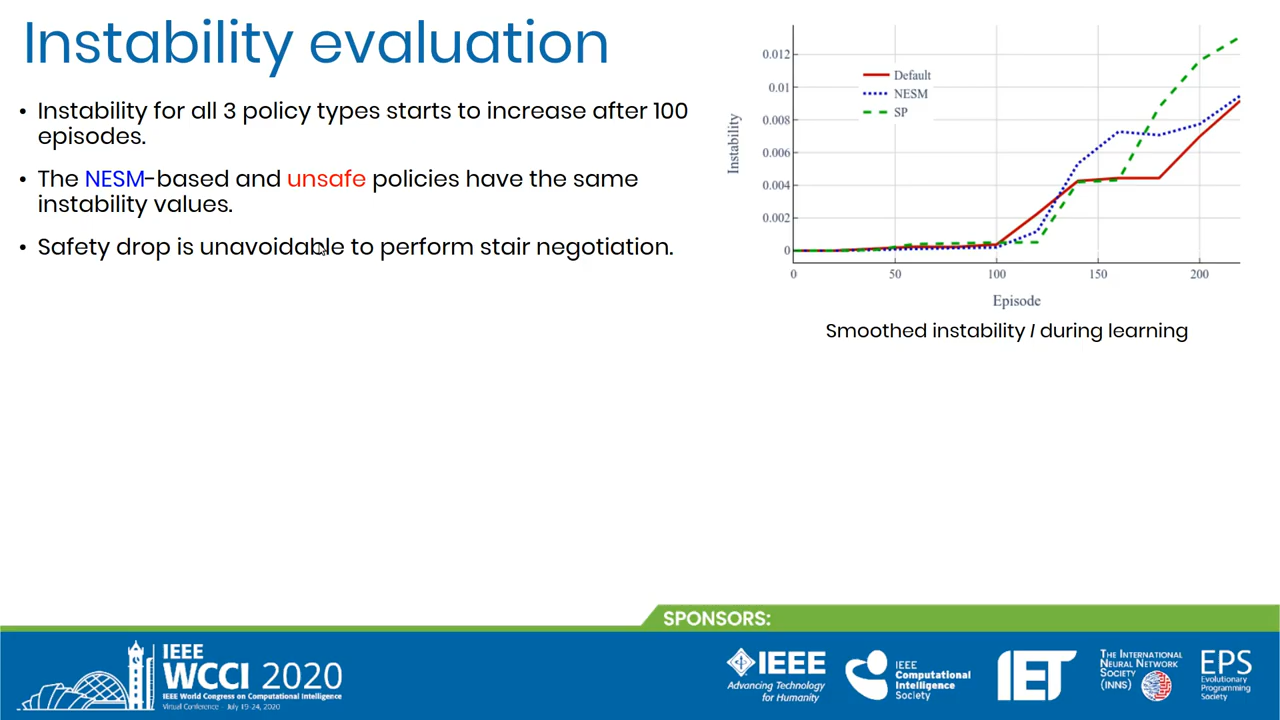 Instability evaluation
• Instability for all 3 policy types starts to increase after 100
episodes.
• The NESM-based and unsafe policies have the same
instability values.
• Safety drop is unavoidable to perform stair negotiation.
0.012
0.01
0.008
0.006
0.004
0.002
0
Instability
Default
NESM
SP
0 50 100 150 200
Episode
Smoothed instability I during learning
SPONSORS:
IEEE
WCCI 2020
IEEE World Congress on Computational Intelligence
Virtual Conference - July 19-24, 2020
IEEE
Advancing Technology
for Humanity
IEEE
Computational
Intelligence
Society
IET
The International
Neural Network
Society
(INNS)
EPS
Evolutionary
Programming
Society